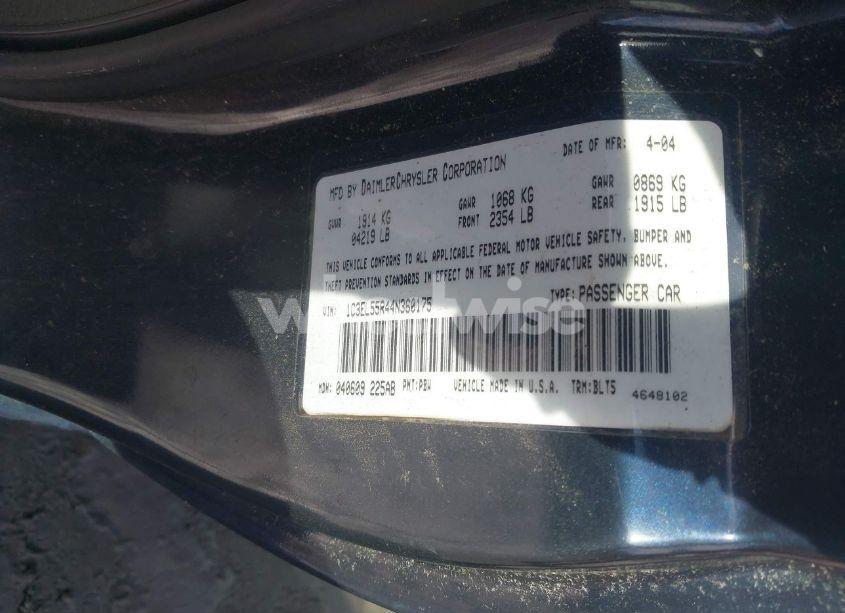 MFD BY DAIMLERCHRYSLER CORPORATION DATE OF MFR: 4-04
GVWR 1914 KG 04219 LB GAWR FRONT 1068 KG 2354 LB GAWR REAR 0869 KG 1915 LB
THIS VEHICLE CONFORMS TO ALL APPLICABLE FEDERAL MOTOR VEHICLE SAFETY, BUMPER AND
THEFT PREVENTION STANDARDS IN EFFECT ON THE DATE OF MANUFACTURE SHOWN ABOVE.
VIN: 1C3EL55R44N360175 TYPE: PASSENGER CAR
MDH: 040609 225AB PNT: PBW VEHICLE MADE IN U.S.A. TRM: BLT5 4648102